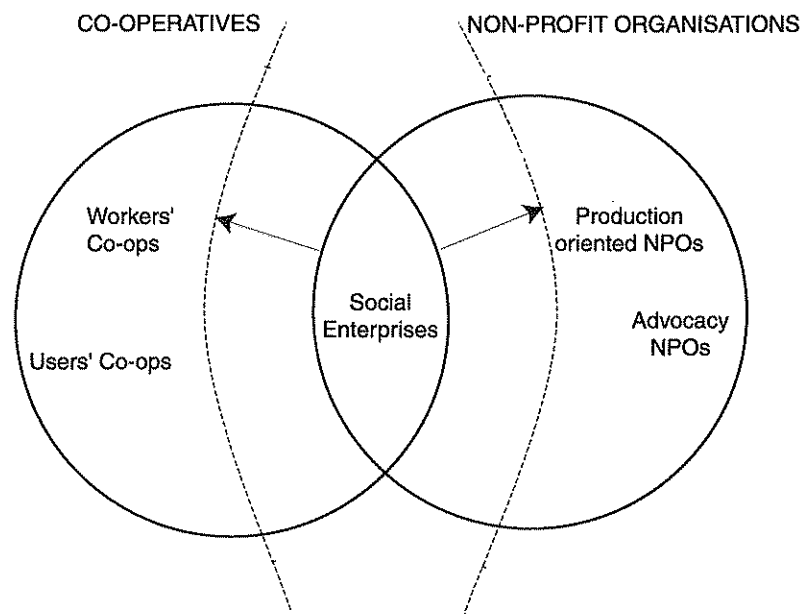 CO-OPERATIVES
NON-PROFIT ORGANISATIONS
Workers'
Co-ops
Users' Co-ops
Social
Enterprises
Production
oriented NPOs
Advocacy
NPOs